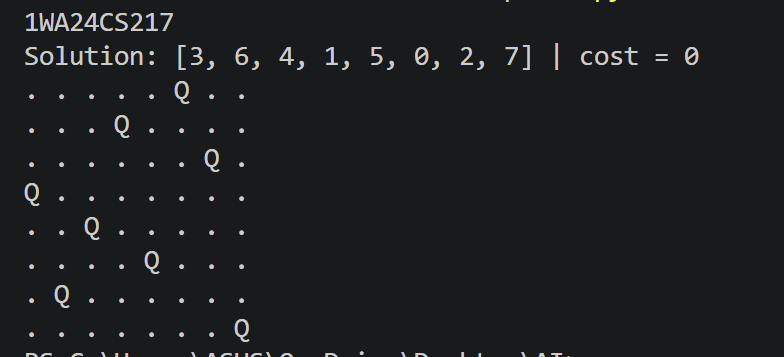 1WA24CS217
Solution: [3, 6, 4, 1, 5, 0, 2, 7] | cost = 0
. . . . . Q . .
. . . Q . . . .
. . . . . . Q .
Q . . . . . . .
. . Q . . . . .
. . . . Q . . .
. Q . . . . . .
. . . . . . . Q